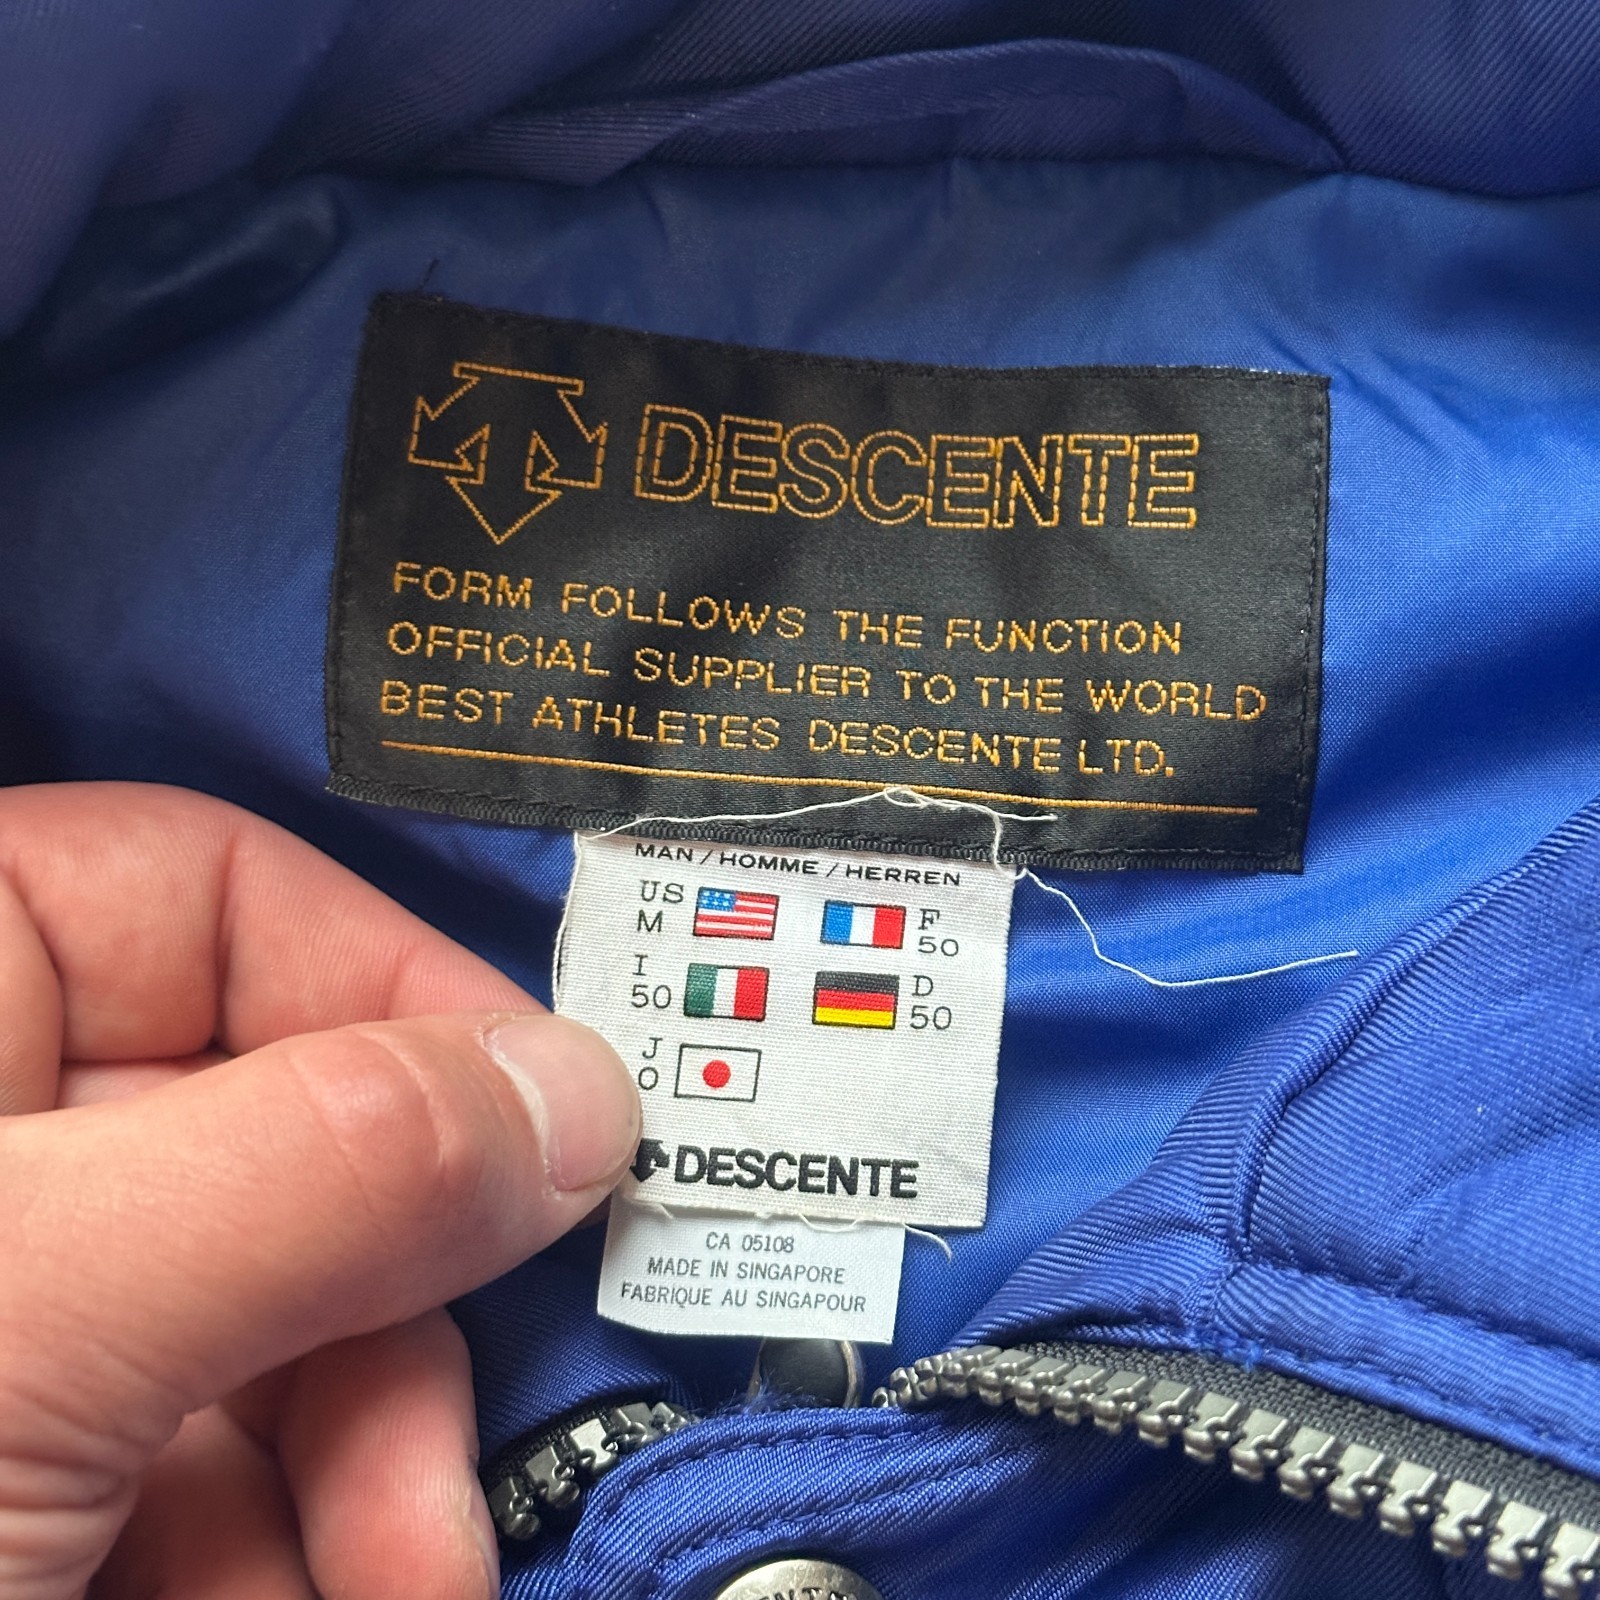 DESCENTE
FORM FOLLOWS THE FUNCTION
OFFICIAL SUPPLIER TO THE WORLD
BEST ATHLETES DESCENTE LTD.
MAN / HOMME / HERREN
US F
M 50
I D
50 50
J
O
DESCENTE
CA 05108
MADE IN SINGAPORE
FABRIQUE AU SINGAPOUR